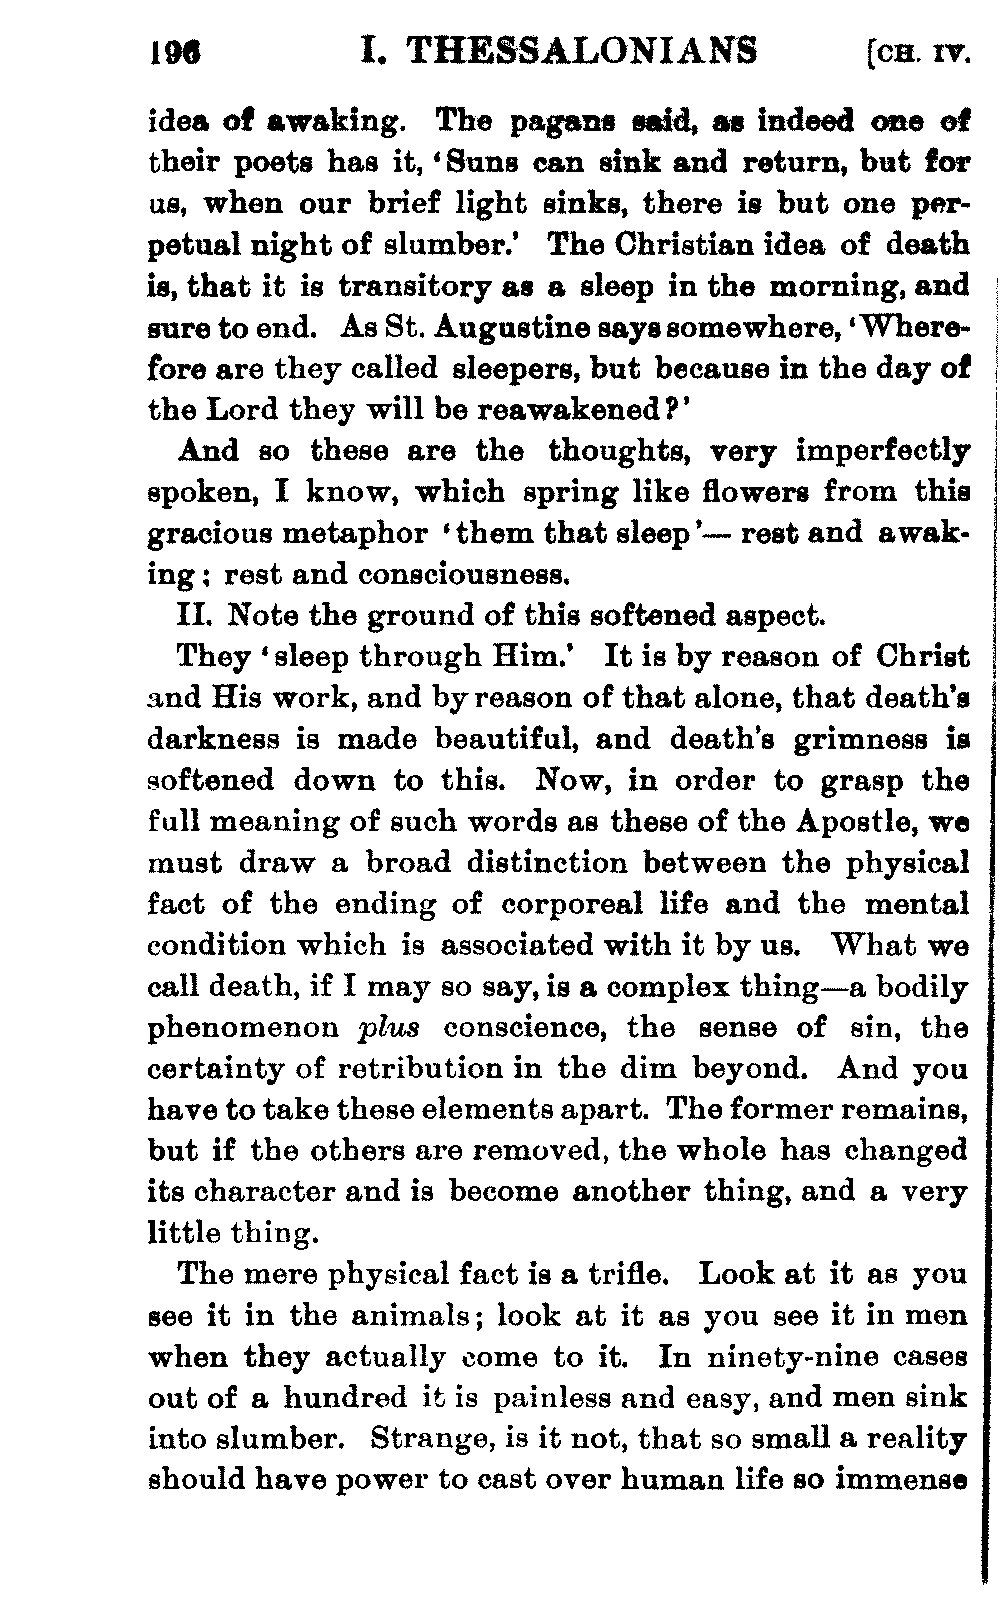 196 I. THESSALONIANS [CH. IV.
idea of awaking. The pagans said, as indeed one of
their poets has it, ‘Suns can sink and return, but for
us, when our brief light sinks, there is but one per-
petual night of slumber.’ The Christian idea of death
is, that it is transitory as a sleep in the morning, and
sure to end. As St. Augustine says somewhere, ‘Where-
fore are they called sleepers, but because in the day of
the Lord they will be reawakened?’
And so these are the thoughts, very imperfectly
spoken, I know, which spring like flowers from this
gracious metaphor ‘them that sleep’— rest and awak-
ing; rest and consciousness.
II. Note the ground of this softened aspect.
They ‘sleep through Him.’ It is by reason of Christ
and His work, and by reason of that alone, that death’s
darkness is made beautiful, and death’s grimness is
softened down to this. Now, in order to grasp the
full meaning of such words as these of the Apostle, we
must draw a broad distinction between the physical
fact of the ending of corporeal life and the mental
condition which is associated with it by us. What we
call death, if I may so say, is a complex thing—a bodily
phenomenon plus conscience, the sense of sin, the
certainty of retribution in the dim beyond. And you
have to take these elements apart. The former remains,
but if the others are removed, the whole has changed
its character and is become another thing, and a very
little thing.
The mere physical fact is a trifle. Look at it as you
see it in the animals; look at it as you see it in men
when they actually come to it. In ninety-nine cases
out of a hundred it is painless and easy, and men sink
into slumber. Strange, is it not, that so small a reality
should have power to cast over human life so immense